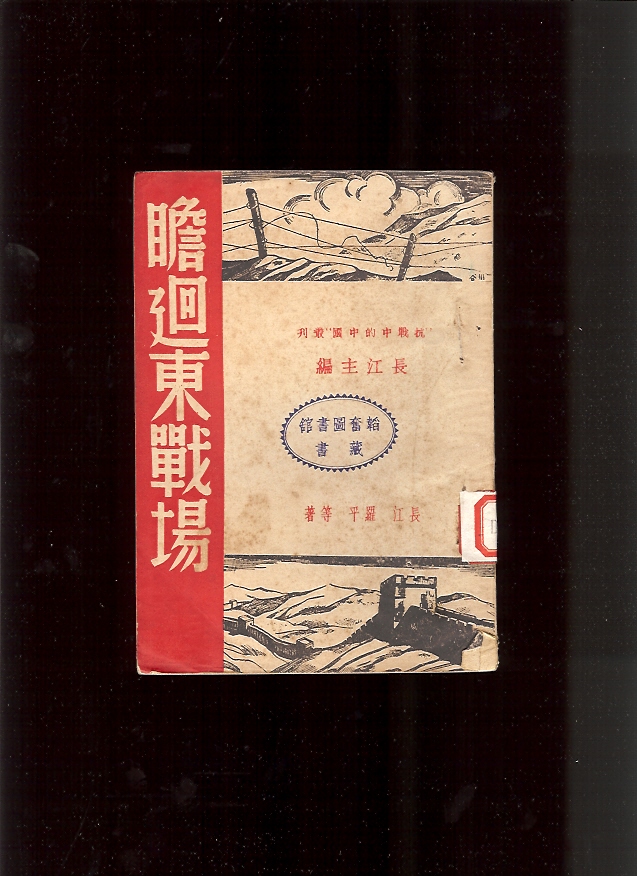 瞻廻東戰場
"抗戰中的中國"叢刊
長江主編
韜奮圖書館
藏書
長江 羅平 等著